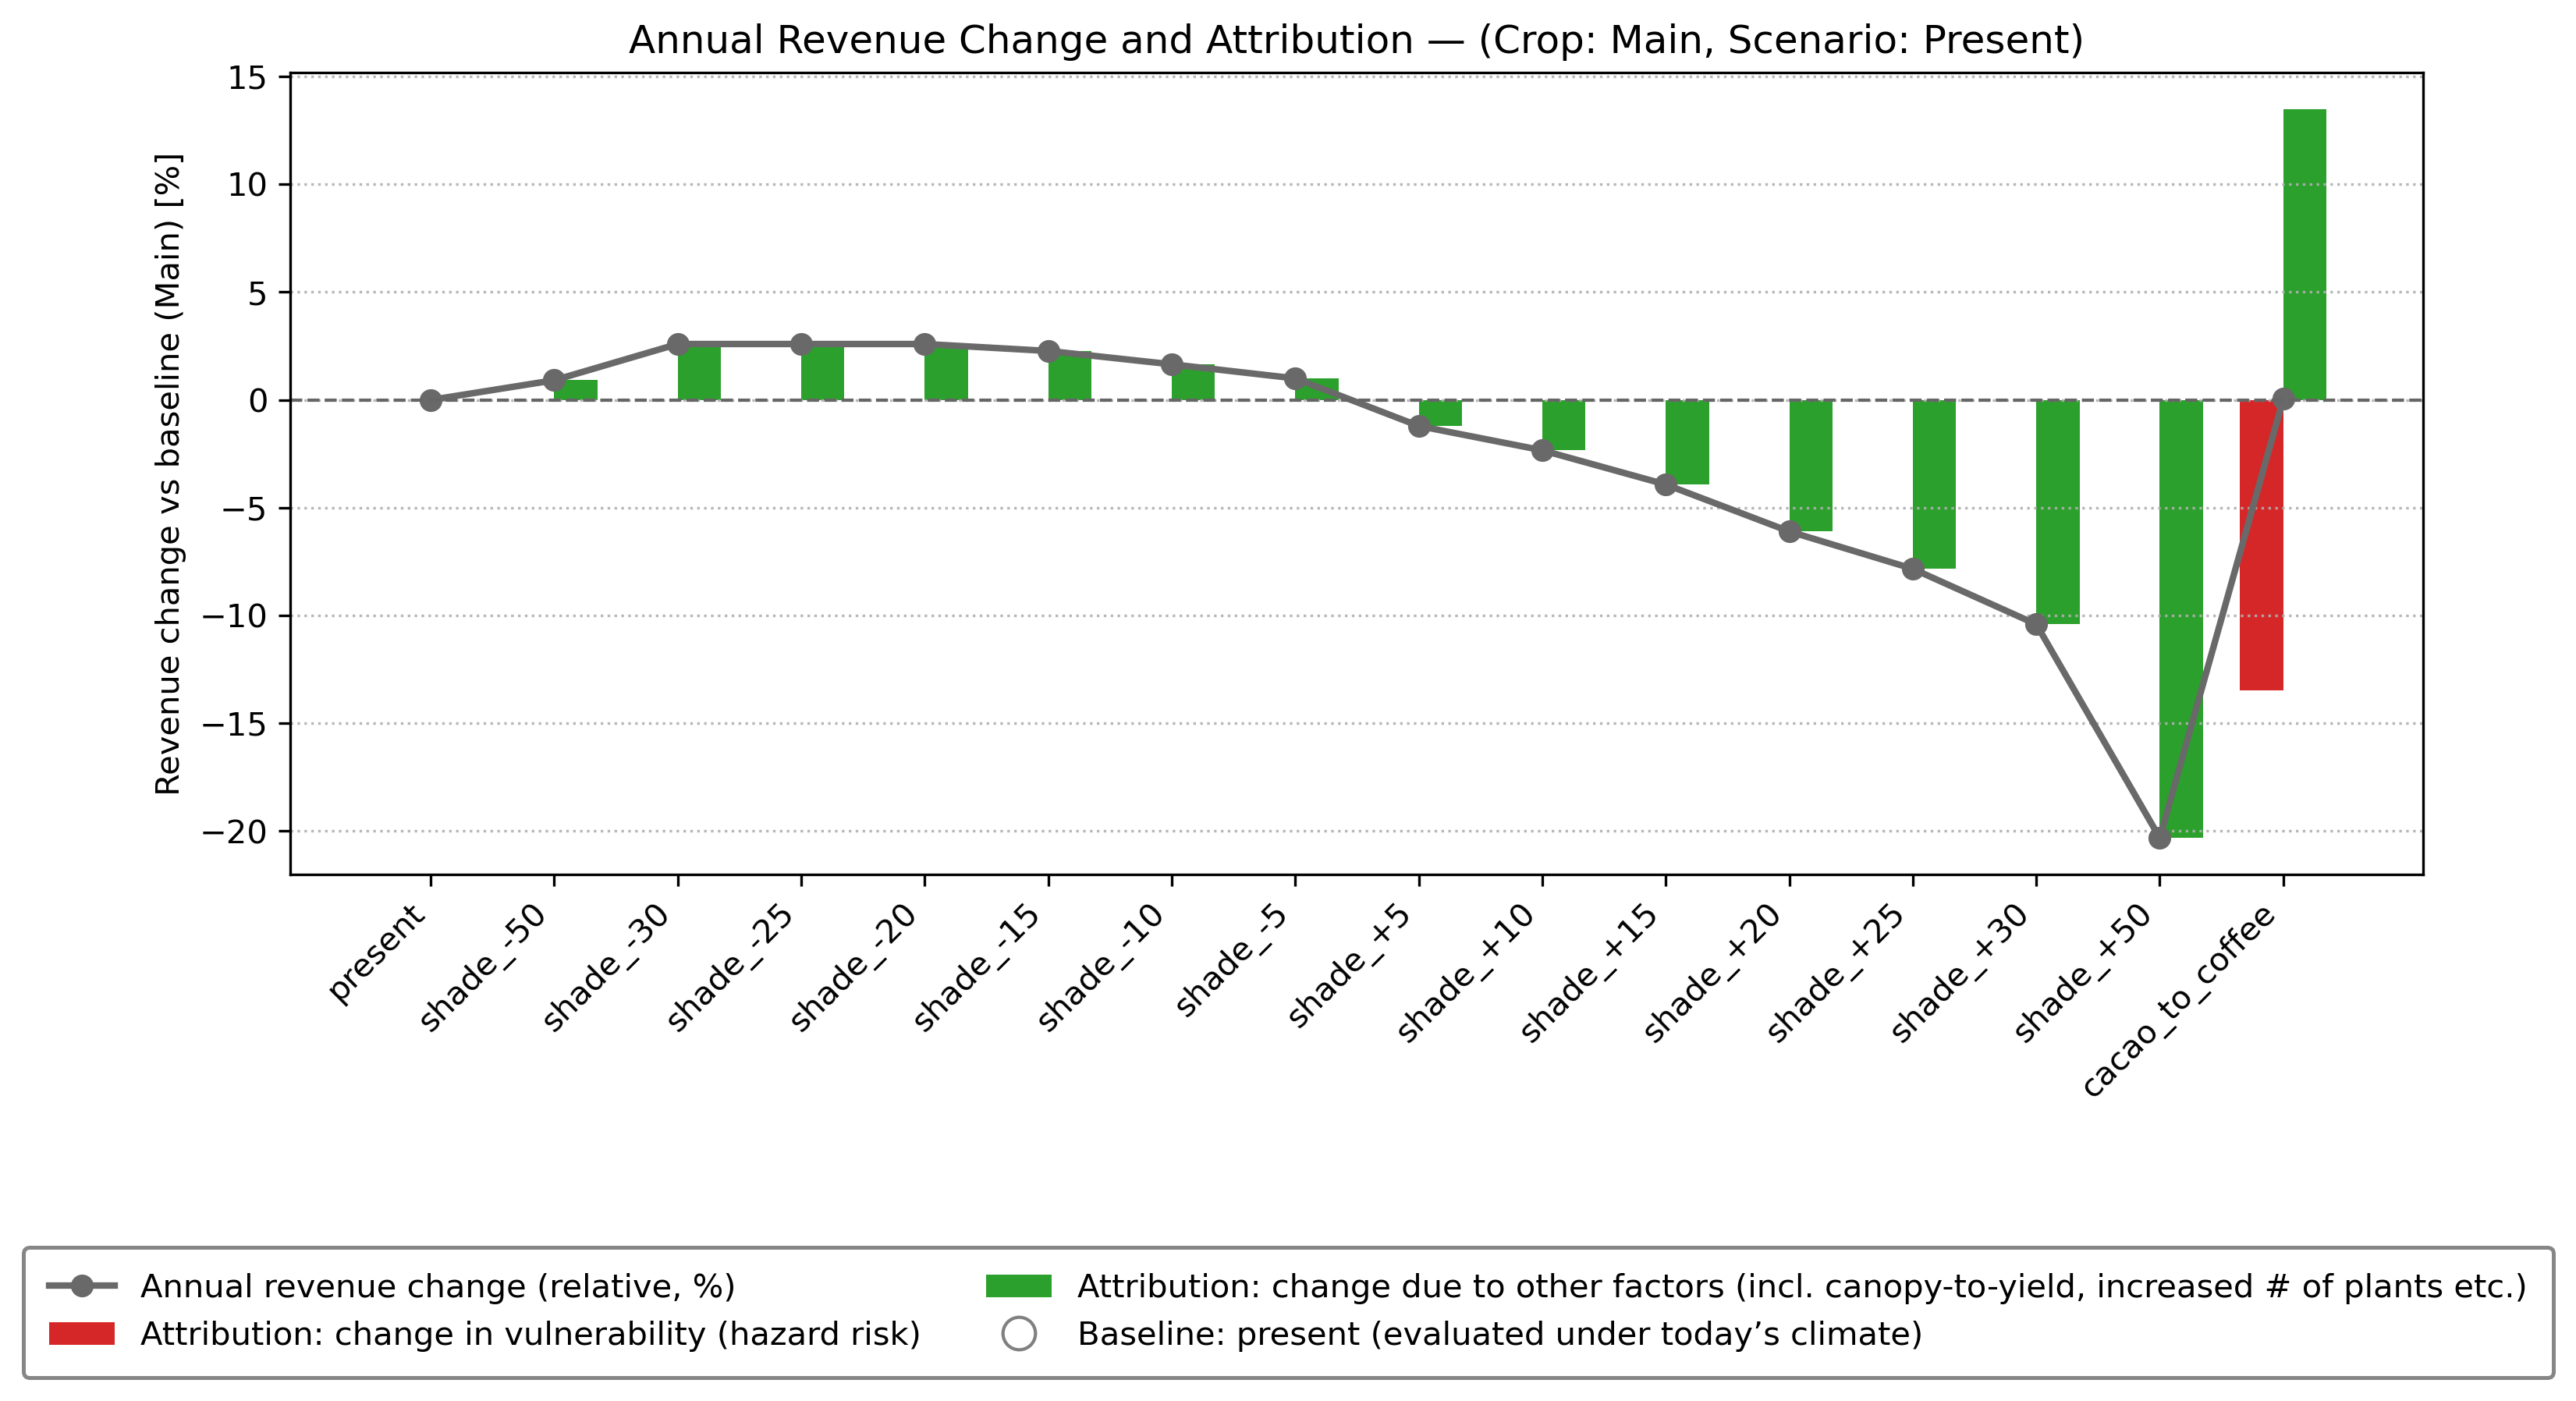 Annual Revenue Change and Attribution — (Crop: Main, Scenario: Present)
Revenue change vs baseline (Main) [%]
15
10
5
0
−5
−10
−15
−20
present
shade_-50
shade_-30
shade_-25
shade_-20
shade_-15
shade_-10
shade_-5
shade_+5
shade_+10
shade_+15
shade_+20
shade_+25
shade_+30
shade_+50
cacao_to_coffee
Annual revenue change (relative, %)
Attribution: change in vulnerability (hazard risk)
Attribution: change due to other factors (incl. canopy-to-yield, increased # of plants etc.)
Baseline: present (evaluated under today’s climate)